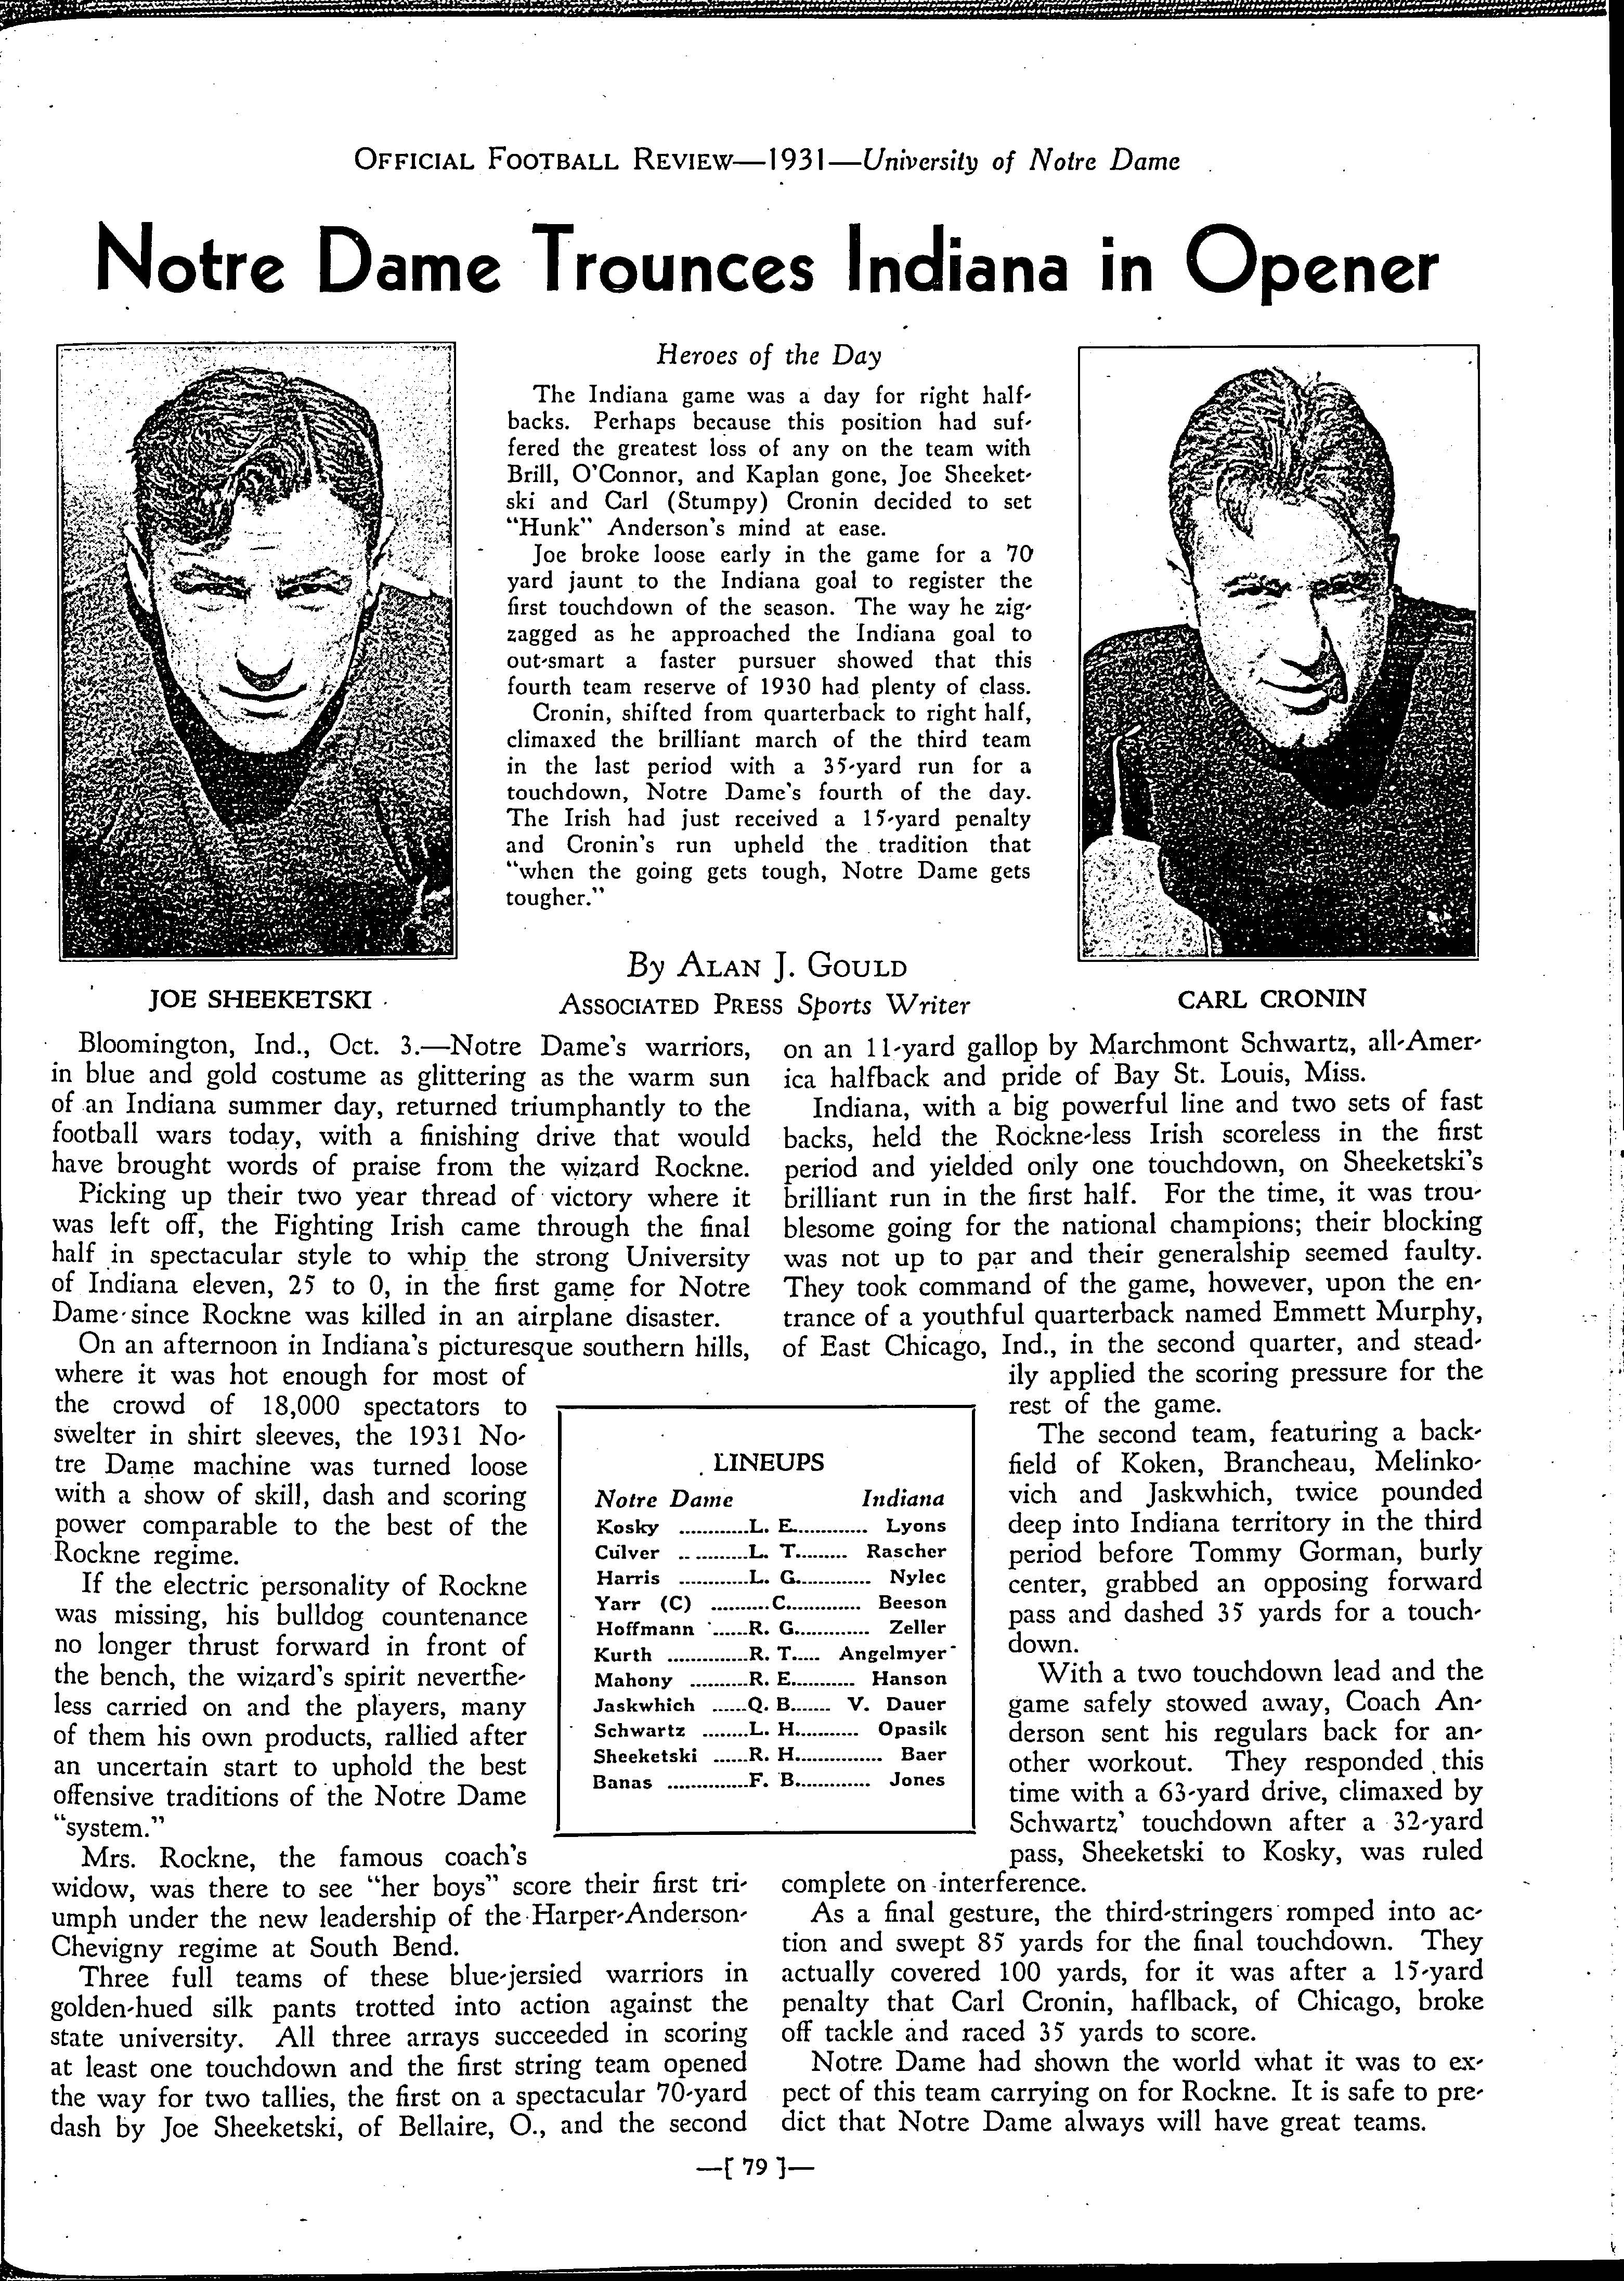 OFFICIAL FOOTBALL REVIEW—1931—University of Notre Dame
Notre Dame Trounces Indiana in Opener
Heroes of the Day
The Indiana game was a day for right half-
backs. Perhaps because this position had suf-
fered the greatest loss of any on the team with
Brill, O'Connor, and Kaplan gone, Joe Sheeket-
ski and Carl (Stumpy) Cronin decided to set
"Hunk" Anderson's mind at ease.
Joe broke loose early in the game for a 70
yard jaunt to the Indiana goal to register the
first touchdown of the season. The way he zig-
zagged as he approached the Indiana goal to
out-smart a faster pursuer showed that this
fourth team reserve of 1930 had plenty of class.
Cronin, shifted from quarterback to right half,
climaxed the brilliant march of the third team
in the last period with a 35-yard run for a
touchdown, Notre Dame's fourth of the day.
The Irish had just received a 15-yard penalty
and Cronin's run upheld the tradition that
"when the going gets tough, Notre Dame gets
tougher."
By ALAN J. GOULD
ASSOCIATED PRESS Sports Writer
JOE SHEEKETSKI
CARL CRONIN
Bloomington, Ind., Oct. 3.—Notre Dame's warriors,
in blue and gold costume as glittering as the warm sun
of an Indiana summer day, returned triumphantly to the
football wars today, with a finishing drive that would
have brought words of praise from the wizard Rockne.
Picking up their two year thread of victory where it
was left off, the Fighting Irish came through the final
half in spectacular style to whip the strong University
of Indiana eleven, 25 to 0, in the first game for Notre
Dame since Rockne was killed in an airplane disaster.
On an afternoon in Indiana's picturesque southern hills,
where it was hot enough for most of
the crowd of 18,000 spectators to
swelter in shirt sleeves, the 1931 No-
tre Dame machine was turned loose
with a show of skill, dash and scoring
power comparable to the best of the
Rockne regime.
If the electric personality of Rockne
was missing, his bulldog countenance
no longer thrust forward in front of
the bench, the wizard's spirit neverthe-
less carried on and the players, many
of them his own products, rallied after
an uncertain start to uphold the best
offensive traditions of the Notre Dame
"system."
Mrs. Rockne, the famous coach's
widow, was there to see "her boys" score their first tri-
umph under the new leadership of the Harper-Anderson-
Chevigny regime at South Bend.
Three full teams of these blue-jersied warriors in
golden-hued silk pants trotted into action against the
state university. All three arrays succeeded in scoring
at least one touchdown and the first string team opened
the way for two tallies, the first on a spectacular 70-yard
dash by Joe Sheeketski, of Bellaire, O., and the second
on an 11-yard gallop by Marchmont Schwartz, all-Amer-
ica halfback and pride of Bay St. Louis, Miss.
Indiana, with a big powerful line and two sets of fast
backs, held the Rockne-less Irish scoreless in the first
period and yielded only one touchdown, on Sheeketski's
brilliant run in the first half. For the time, it was trou-
blesome going for the national champions; their blocking
was not up to par and their generalship seemed faulty.
They took command of the game, however, upon the en-
trance of a youthful quarterback named Emmett Murphy,
of East Chicago, Ind., in the second quarter, and stead-
ily applied the scoring pressure for the
rest of the game.
The second team, featuring a back-
field of Koken, Brancheau, Melinko-
vich and Jaskwhich, twice pounded
deep into Indiana territory in the third
period before Tommy Gorman, burly
center, grabbed an opposing forward
pass and dashed 35 yards for a touch-
down.
With a two touchdown lead and the
game safely stowed away, Coach An-
derson sent his regulars back for an-
other workout. They responded this
time with a 63-yard drive, climaxed by
Schwartz' touchdown after a 32-yard
pass, Sheeketski to Kosky, was ruled
complete on interference.
As a final gesture, the third-stringers romped into ac-
tion and swept 85 yards for the final touchdown. They
actually covered 100 yards, for it was after a 15-yard
penalty that Carl Cronin, haflback, of Chicago, broke
off tackle and raced 35 yards to score.
Notre Dame had shown the world what it was to ex-
pect of this team carrying on for Rockne. It is safe to pre-
dict that Notre Dame always will have great teams.
LINEUPS
Notre Dame Indiana
Kosky ...........L. E............ Lyons
Culver ...........L. T......... Rascher
Harris ...........L. G............ Nylec
Yarr (C) ..........C............. Beeson
Hoffmann ......R. G............ Zeller
Kurth .............R. T..... Angelmyer
Mahony .........R. E.......... Hanson
Jaskwhich ......Q. B....... V. Dauer
Schwartz ........L. H.......... Opasik
Sheeketski ......R. H.............. Baer
Banas .............F. B............ Jones
—[ 79 ]—